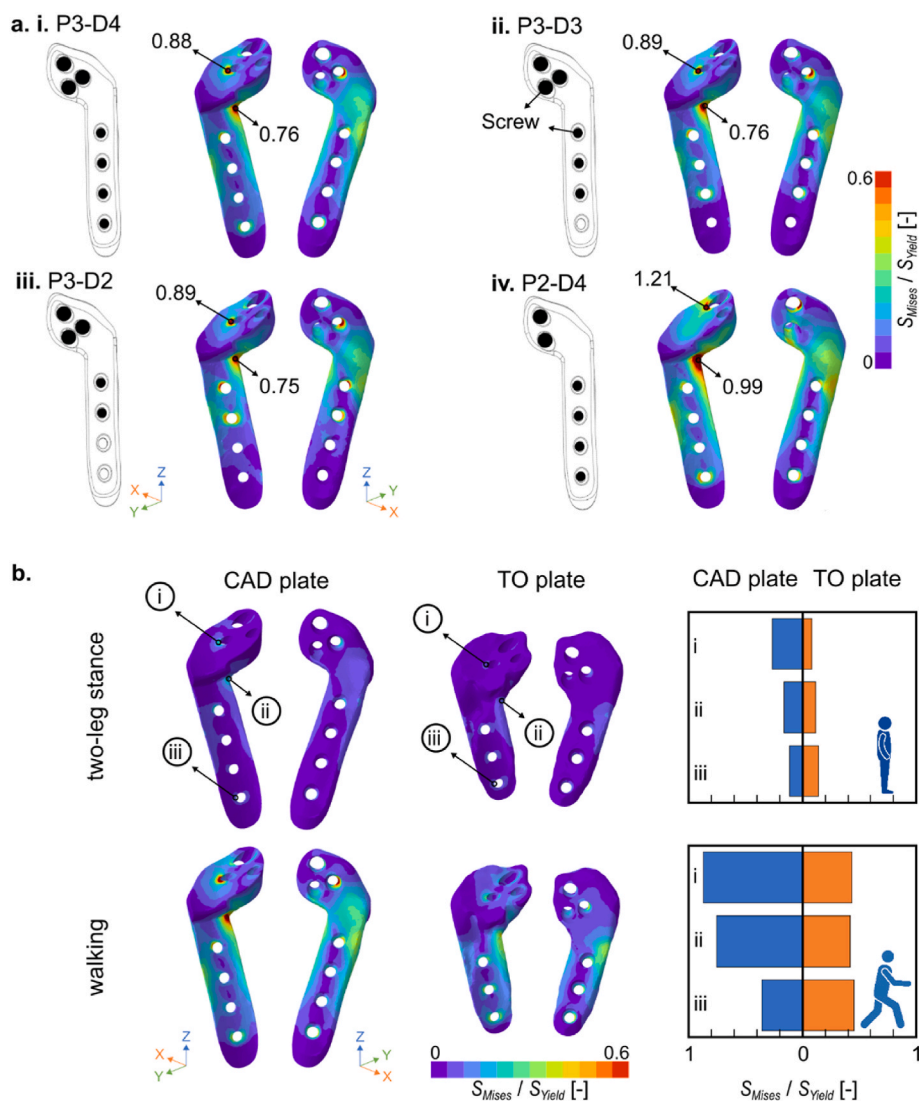 a. i. P3-D4
ii. P3-D3
0.88
0.76
0.89
0.76
Screw
0.6
0
S_Mises / S_Yield [-]
iii. P3-D2
iv. P2-D4
0.89
0.75
1.21
0.99
Z
X
Y
Z
Y
X
b.
CAD plate
TO plate
CAD plate
TO plate
two-leg stance
i
ii
iii
i
ii
iii
i
ii
iii
walking
i
ii
iii
Z
X
Y
Z
Y
X
0
0.6
S_Mises / S_Yield [-]
1
0
1
S_Mises / S_Yield [-]